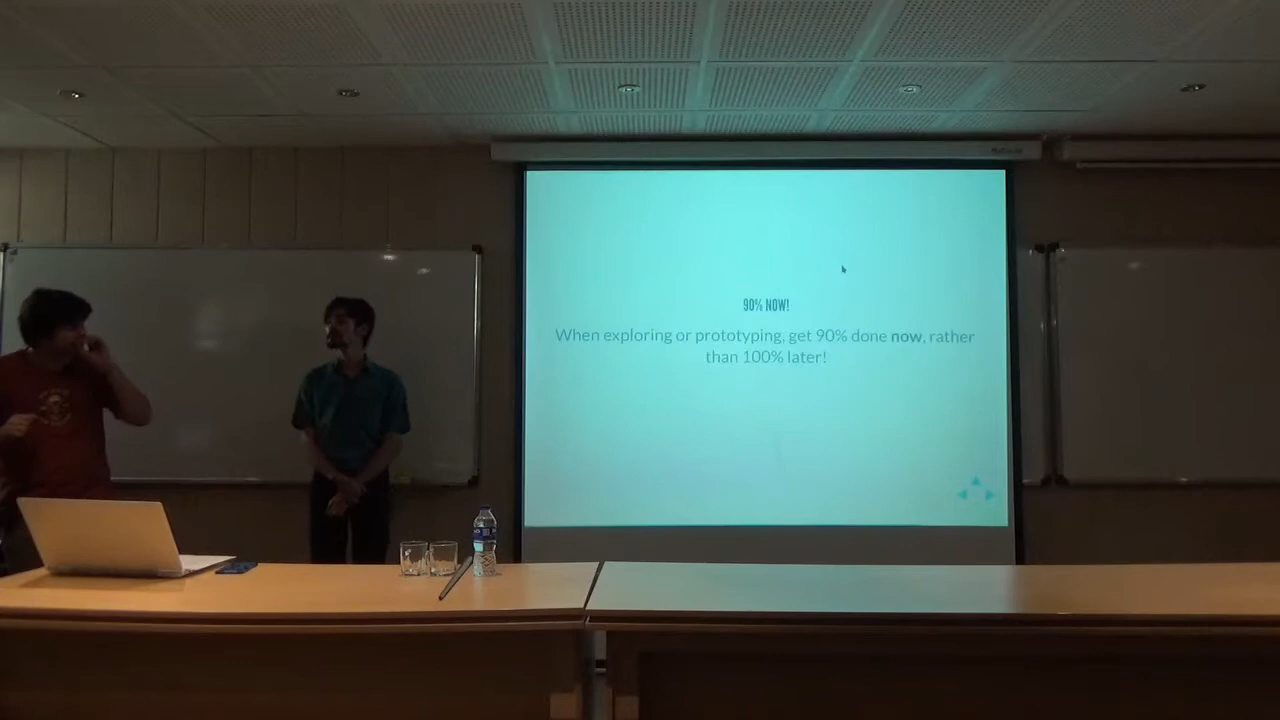 90% NOW!
When exploring or prototyping, get 90% done now, rather
than 100% later!